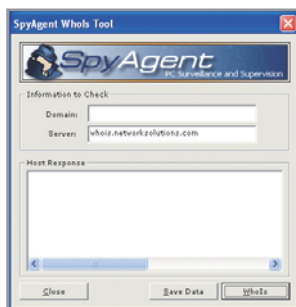 SpyAgent WhoIs Tool
SpyAgent
PC Surveillance and Supervision
Information to Check
Domain:
Server: whois.networksolutions.com
Host Response
Close Save Data WhoIs